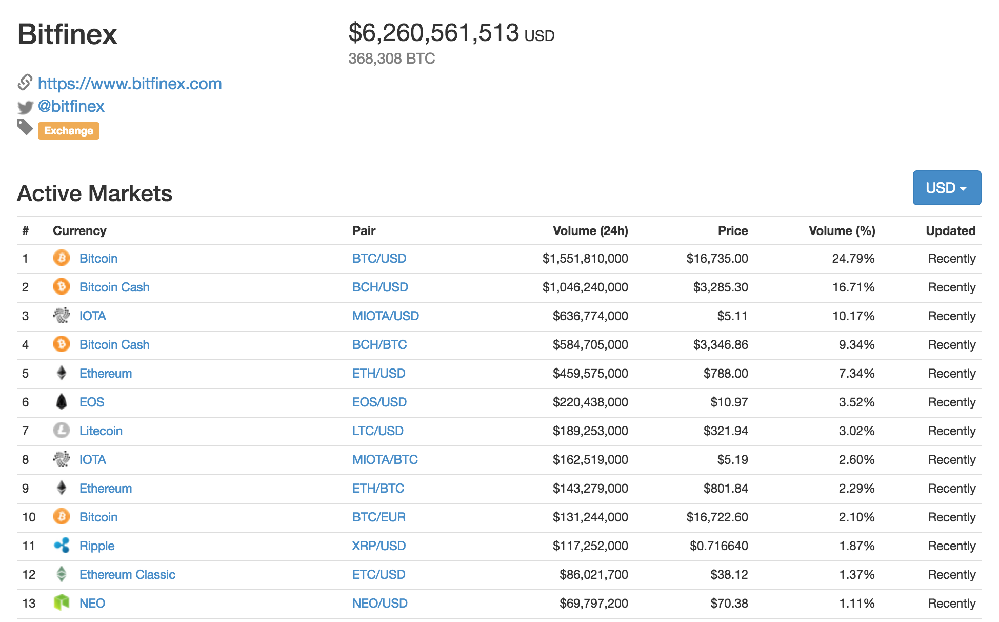 Bitfinex
$6,260,561,513 USD
368,308 BTC
https://www.bitfinex.com
@bitfinex
Exchange
Active Markets
USD
# Currency Pair Volume (24h) Price Volume (%) Updated
1 Bitcoin BTC/USD $1,551,810,000 $16,735.00 24.79% Recently
2 Bitcoin Cash BCH/USD $1,046,240,000 $3,285.30 16.71% Recently
3 IOTA MIOTA/USD $636,774,000 $5.11 10.17% Recently
4 Bitcoin Cash BCH/BTC $584,705,000 $3,346.86 9.34% Recently
5 Ethereum ETH/USD $459,575,000 $788.00 7.34% Recently
6 EOS EOS/USD $220,438,000 $10.97 3.52% Recently
7 Litecoin LTC/USD $189,253,000 $321.94 3.02% Recently
8 IOTA MIOTA/BTC $162,519,000 $5.19 2.60% Recently
9 Ethereum ETH/BTC $143,279,000 $801.84 2.29% Recently
10 Bitcoin BTC/EUR $131,244,000 $16,722.60 2.10% Recently
11 Ripple XRP/USD $117,252,000 $0.716640 1.87% Recently
12 Ethereum Classic ETC/USD $86,021,700 $38.12 1.37% Recently
13 NEO NEO/USD $69,797,200 $70.38 1.11% Recently